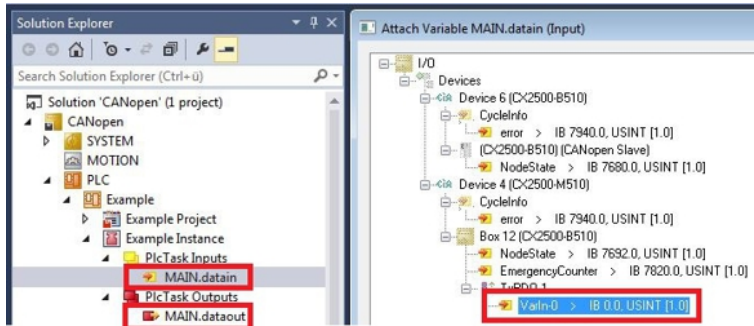 Solution Explorer
Search Solution Explorer (Ctrl+ü)
Solution 'CANopen' (1 project)
CANopen
SYSTEM
MOTION
PLC
Example
Example Project
Example Instance
PlcTask Inputs
MAIN.datain
PlcTask Outputs
MAIN.dataout
Attach Variable MAIN.datain (Input)
I/O
Devices
Device 6 (CX2500-B510)
CycleInfo
error > IB 7940.0, USINT [1.0]
(CX2500-B510) (CANopen Slave)
NodeState > IB 7680.0, USINT [1.0]
Device 4 (CX2500-M510)
CycleInfo
error > IB 7940.0, USINT [1.0]
Box 12 (CX2500-B510)
NodeState > IB 7692.0, USINT [1.0]
EmergencyCounter > IB 7820.0, USINT [1.0]
TxPDO 1
VarIn-0 > IB 0.0, USINT [1.0]